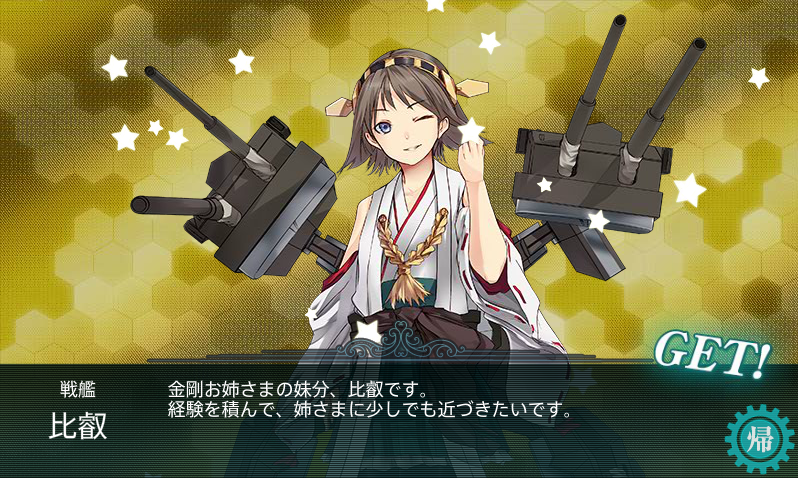 GET!
戦艦
比叡
金剛お姉さまの妹分、比叡です。
経験を積んで、姉さまに少しでも近づきたいです。
帰